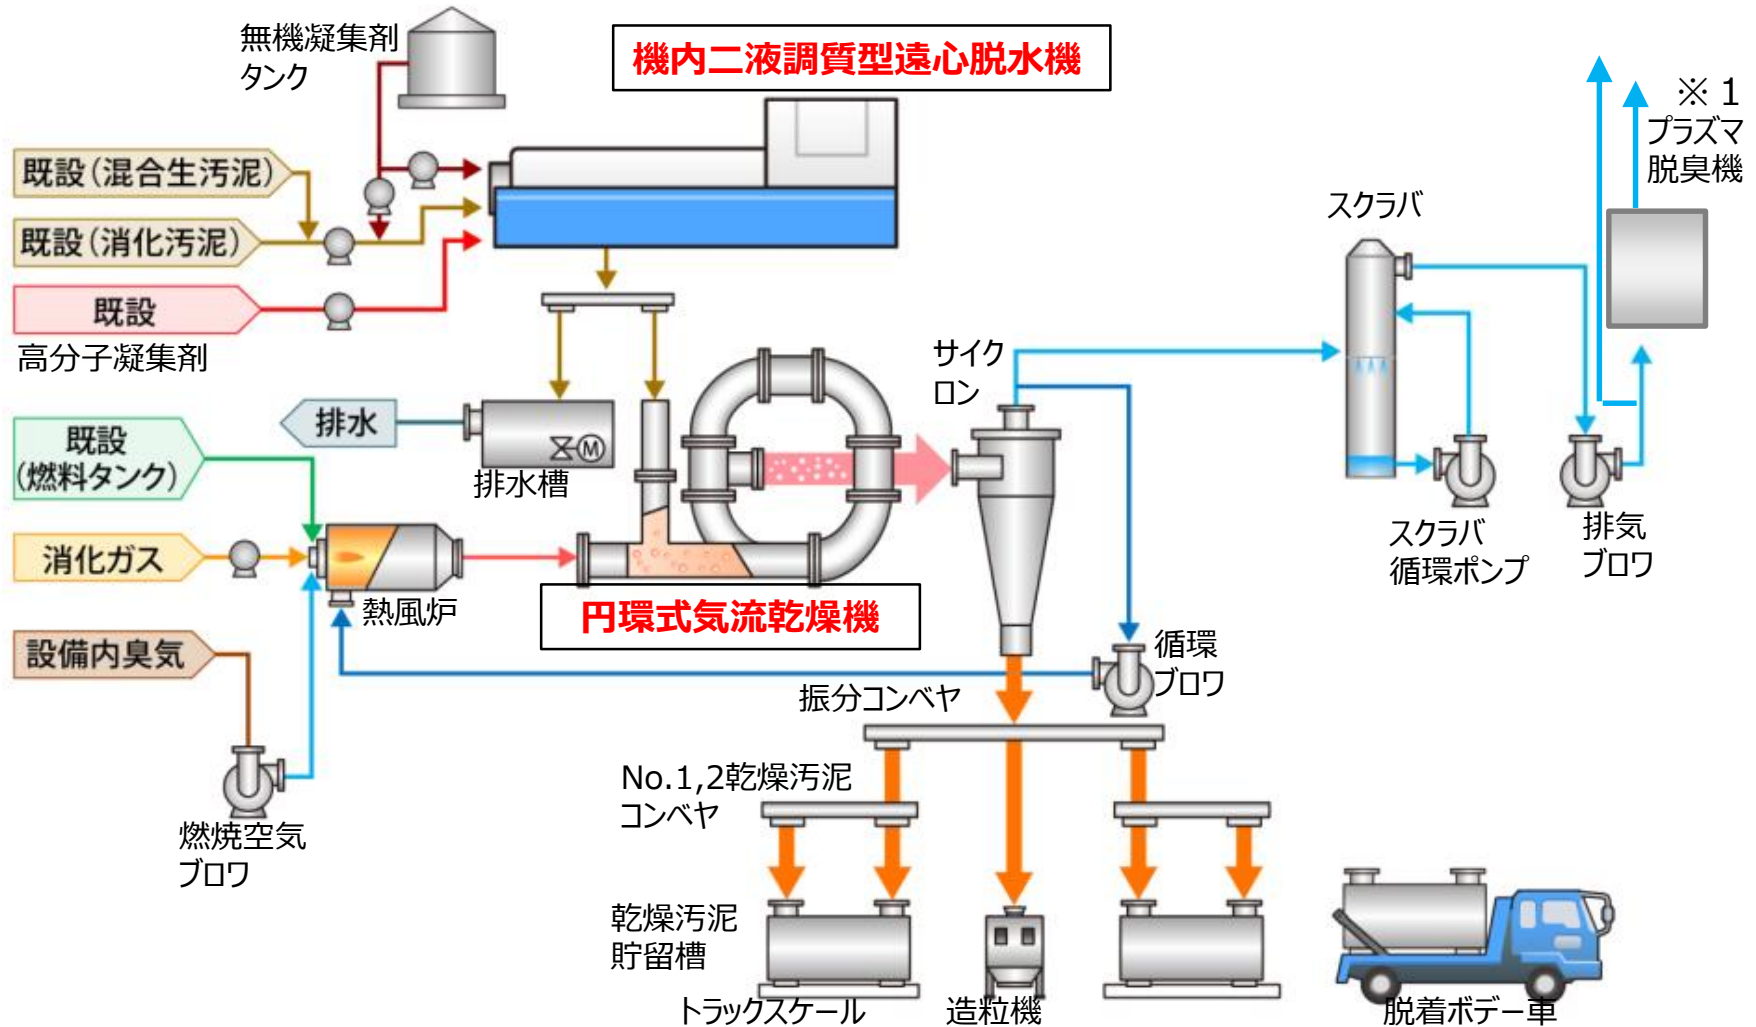 無機凝集剤
タンク
機内二液調質型遠心脱水機
※1
プラズマ
脱臭機
既設(混合生汚泥)
既設(消化汚泥)
既設
高分子凝集剤
スクラバ
サイク
ロン
排水
既設
(燃料タンク)
排水槽
M
消化ガス
熱風炉
円環式気流乾燥機
スクラバ
循環ポンプ
排気
ブロワ
設備内臭気
循環
ブロワ
振分コンベヤ
No.1,2乾燥汚泥
コンベヤ
燃焼空気
ブロワ
乾燥汚泥
貯留槽
トラックスケール
造粒機
脱着ボデー車